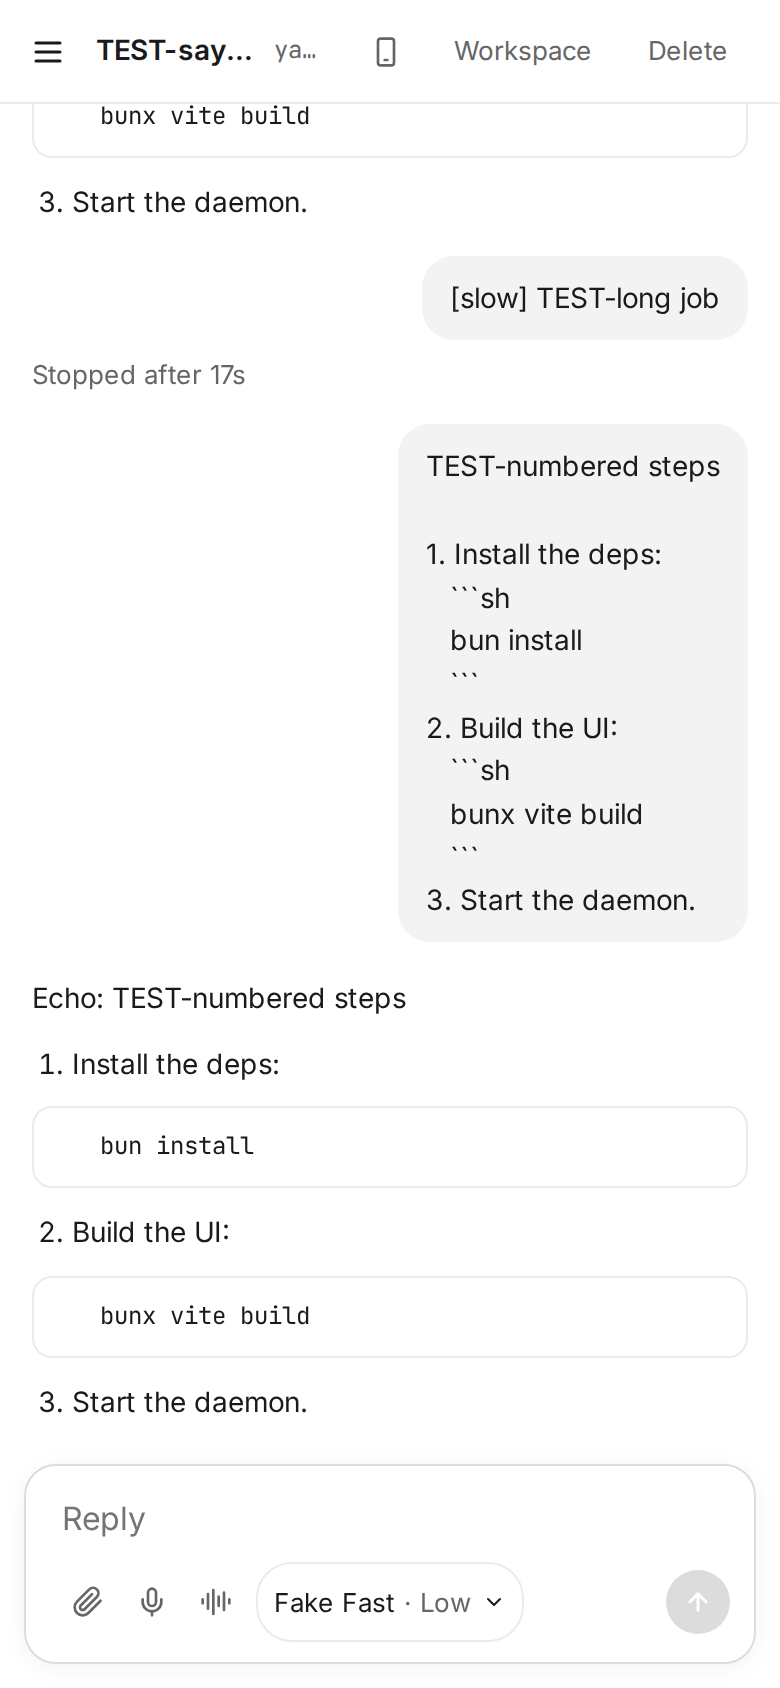 TEST-say... ya... Workspace Delete
bunx vite build
3. Start the daemon.
[slow] TEST-long job
Stopped after 17s
TEST-numbered steps
1. Install the deps:
```sh
bun install
```
2. Build the UI:
```sh
bunx vite build
```
3. Start the daemon.
Echo: TEST-numbered steps
1. Install the deps:
bun install
2. Build the UI:
bunx vite build
3. Start the daemon.
Reply
Fake Fast · Low